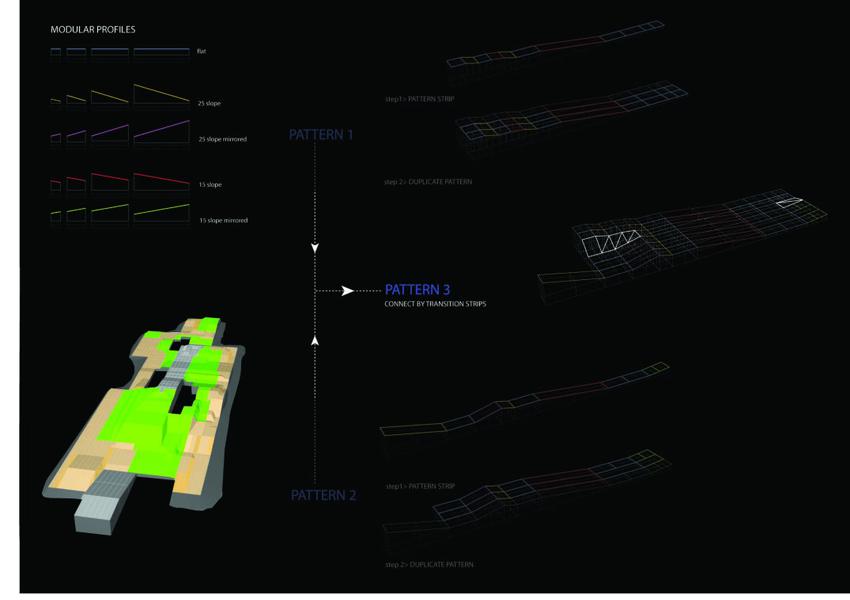 MODULAR PROFILES
flat
25 slope
25 slope mirrored
15 slope
15 slope mirrored
PATTERN 1
step1> PATTERN STRIP
step 2> DUPLICATE PATTERN
PATTERN 3
CONNECT BY TRANSITION STRIPS
PATTERN 2
step1> PATTERN STRIP
step 2> DUPLICATE PATTERN